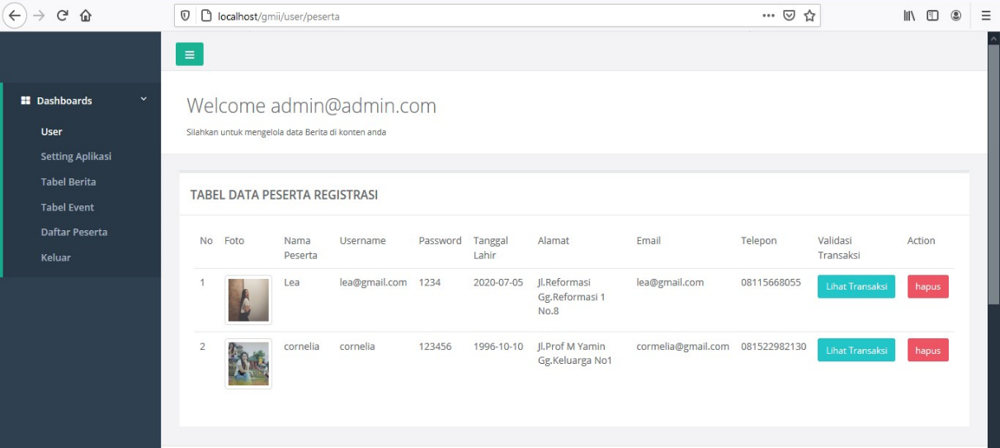 localhost/gmii/user/peserta
Dashboards
User
Setting Aplikasi
Tabel Berita
Tabel Event
Daftar Peserta
Keluar
Welcome admin@admin.com
Silahkan untuk mengelola data Berita di konten anda
TABEL DATA PESERTA REGISTRASI
No Foto Nama Peserta Username Password Tanggal Lahir Alamat Email Telepon Validasi Transaksi Action
1 Lea lea@gmail.com 1234 2020-07-05 Jl.Reformasi Gg.Reformasi 1 No.8 lea@gmail.com 08115668055 Lihat Transaksi hapus
2 cornelia cornelia 123456 1996-10-10 Jl.Prof M Yamin Gg.Keluarga No1 cormelia@gmail.com 081522982130 Lihat Transaksi hapus